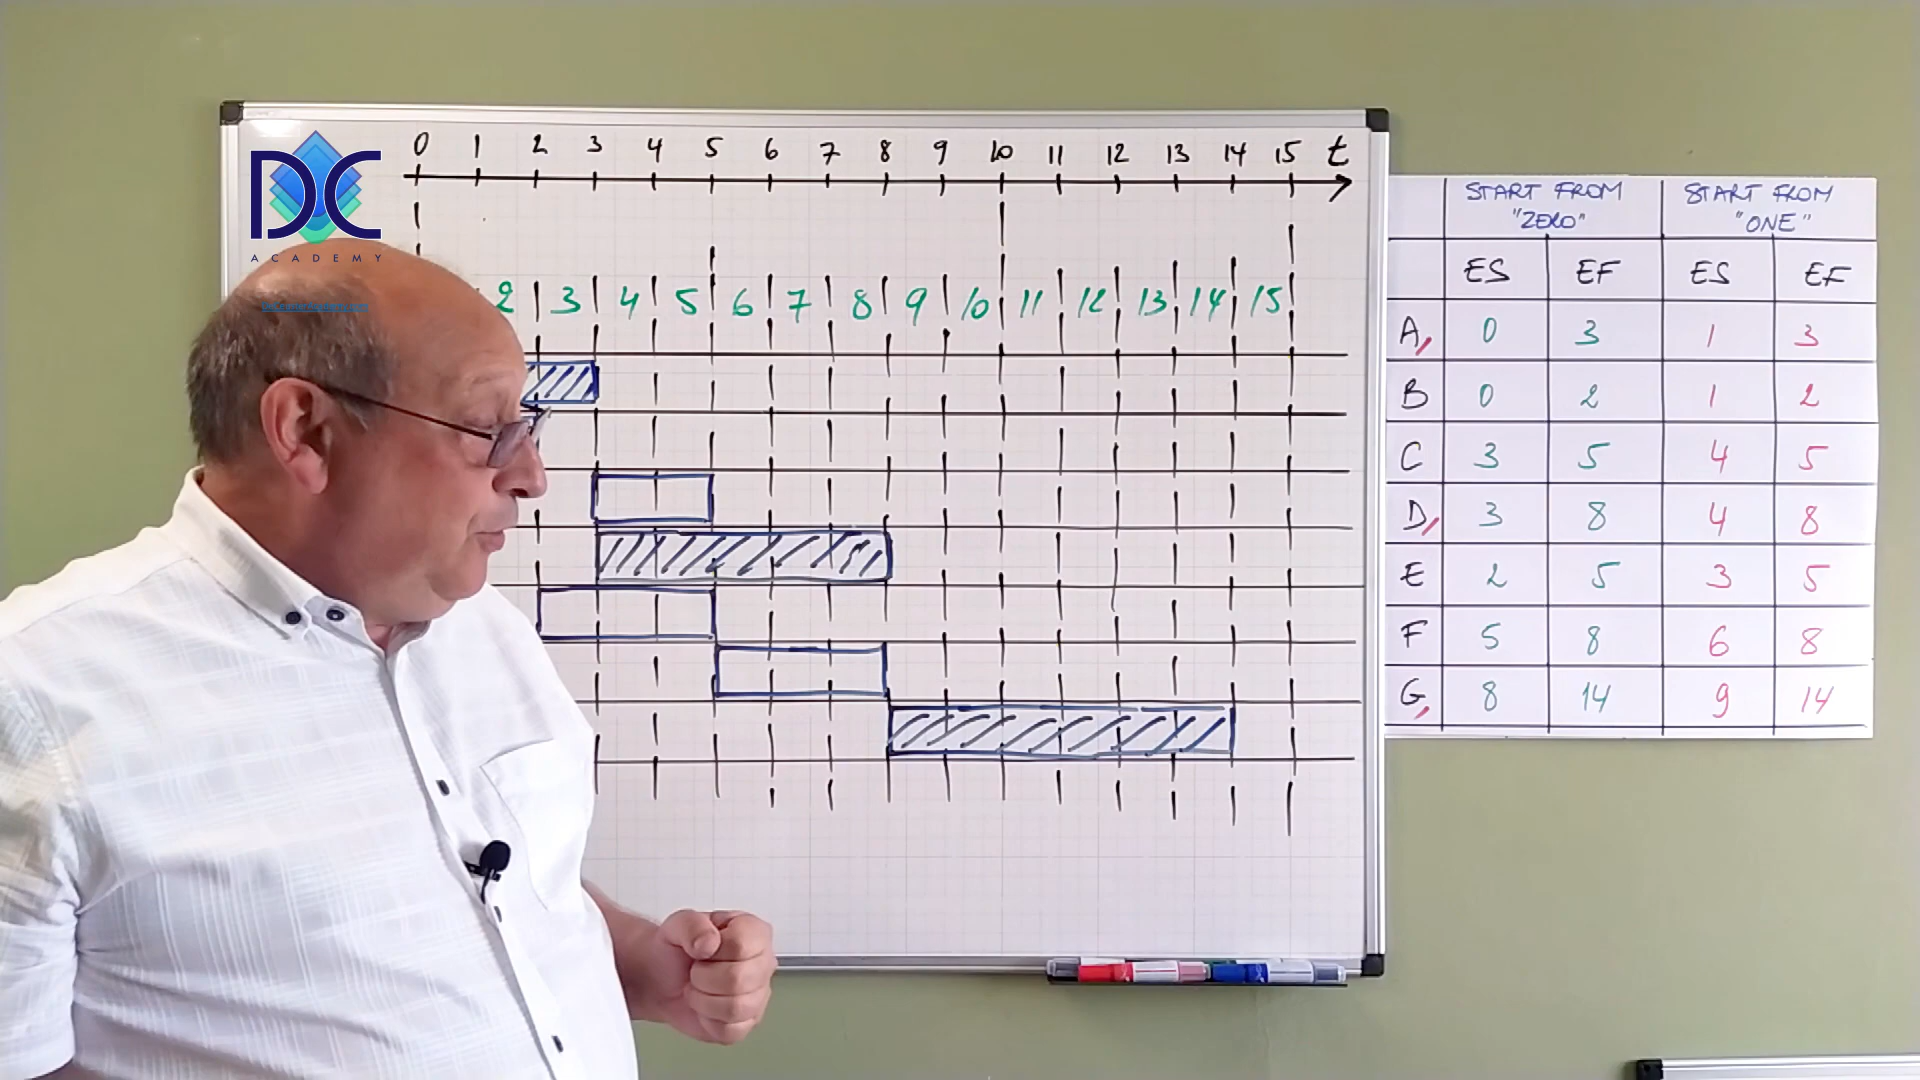 0 1 2 3 4 5 6 7 8 9 10 11 12 13 14 15 t
DC
ACADEMY
2 3 4 5 6 7 8 9 10 11 12 13 14 15
START FROM "ZERO" START FROM "ONE"
ES EF ES EF
A, 0 3 1 3
B 0 2 1 2
C 3 5 4 5
D, 3 8 4 8
E 2 5 3 5
F 5 8 6 8
G, 8 14 9 14